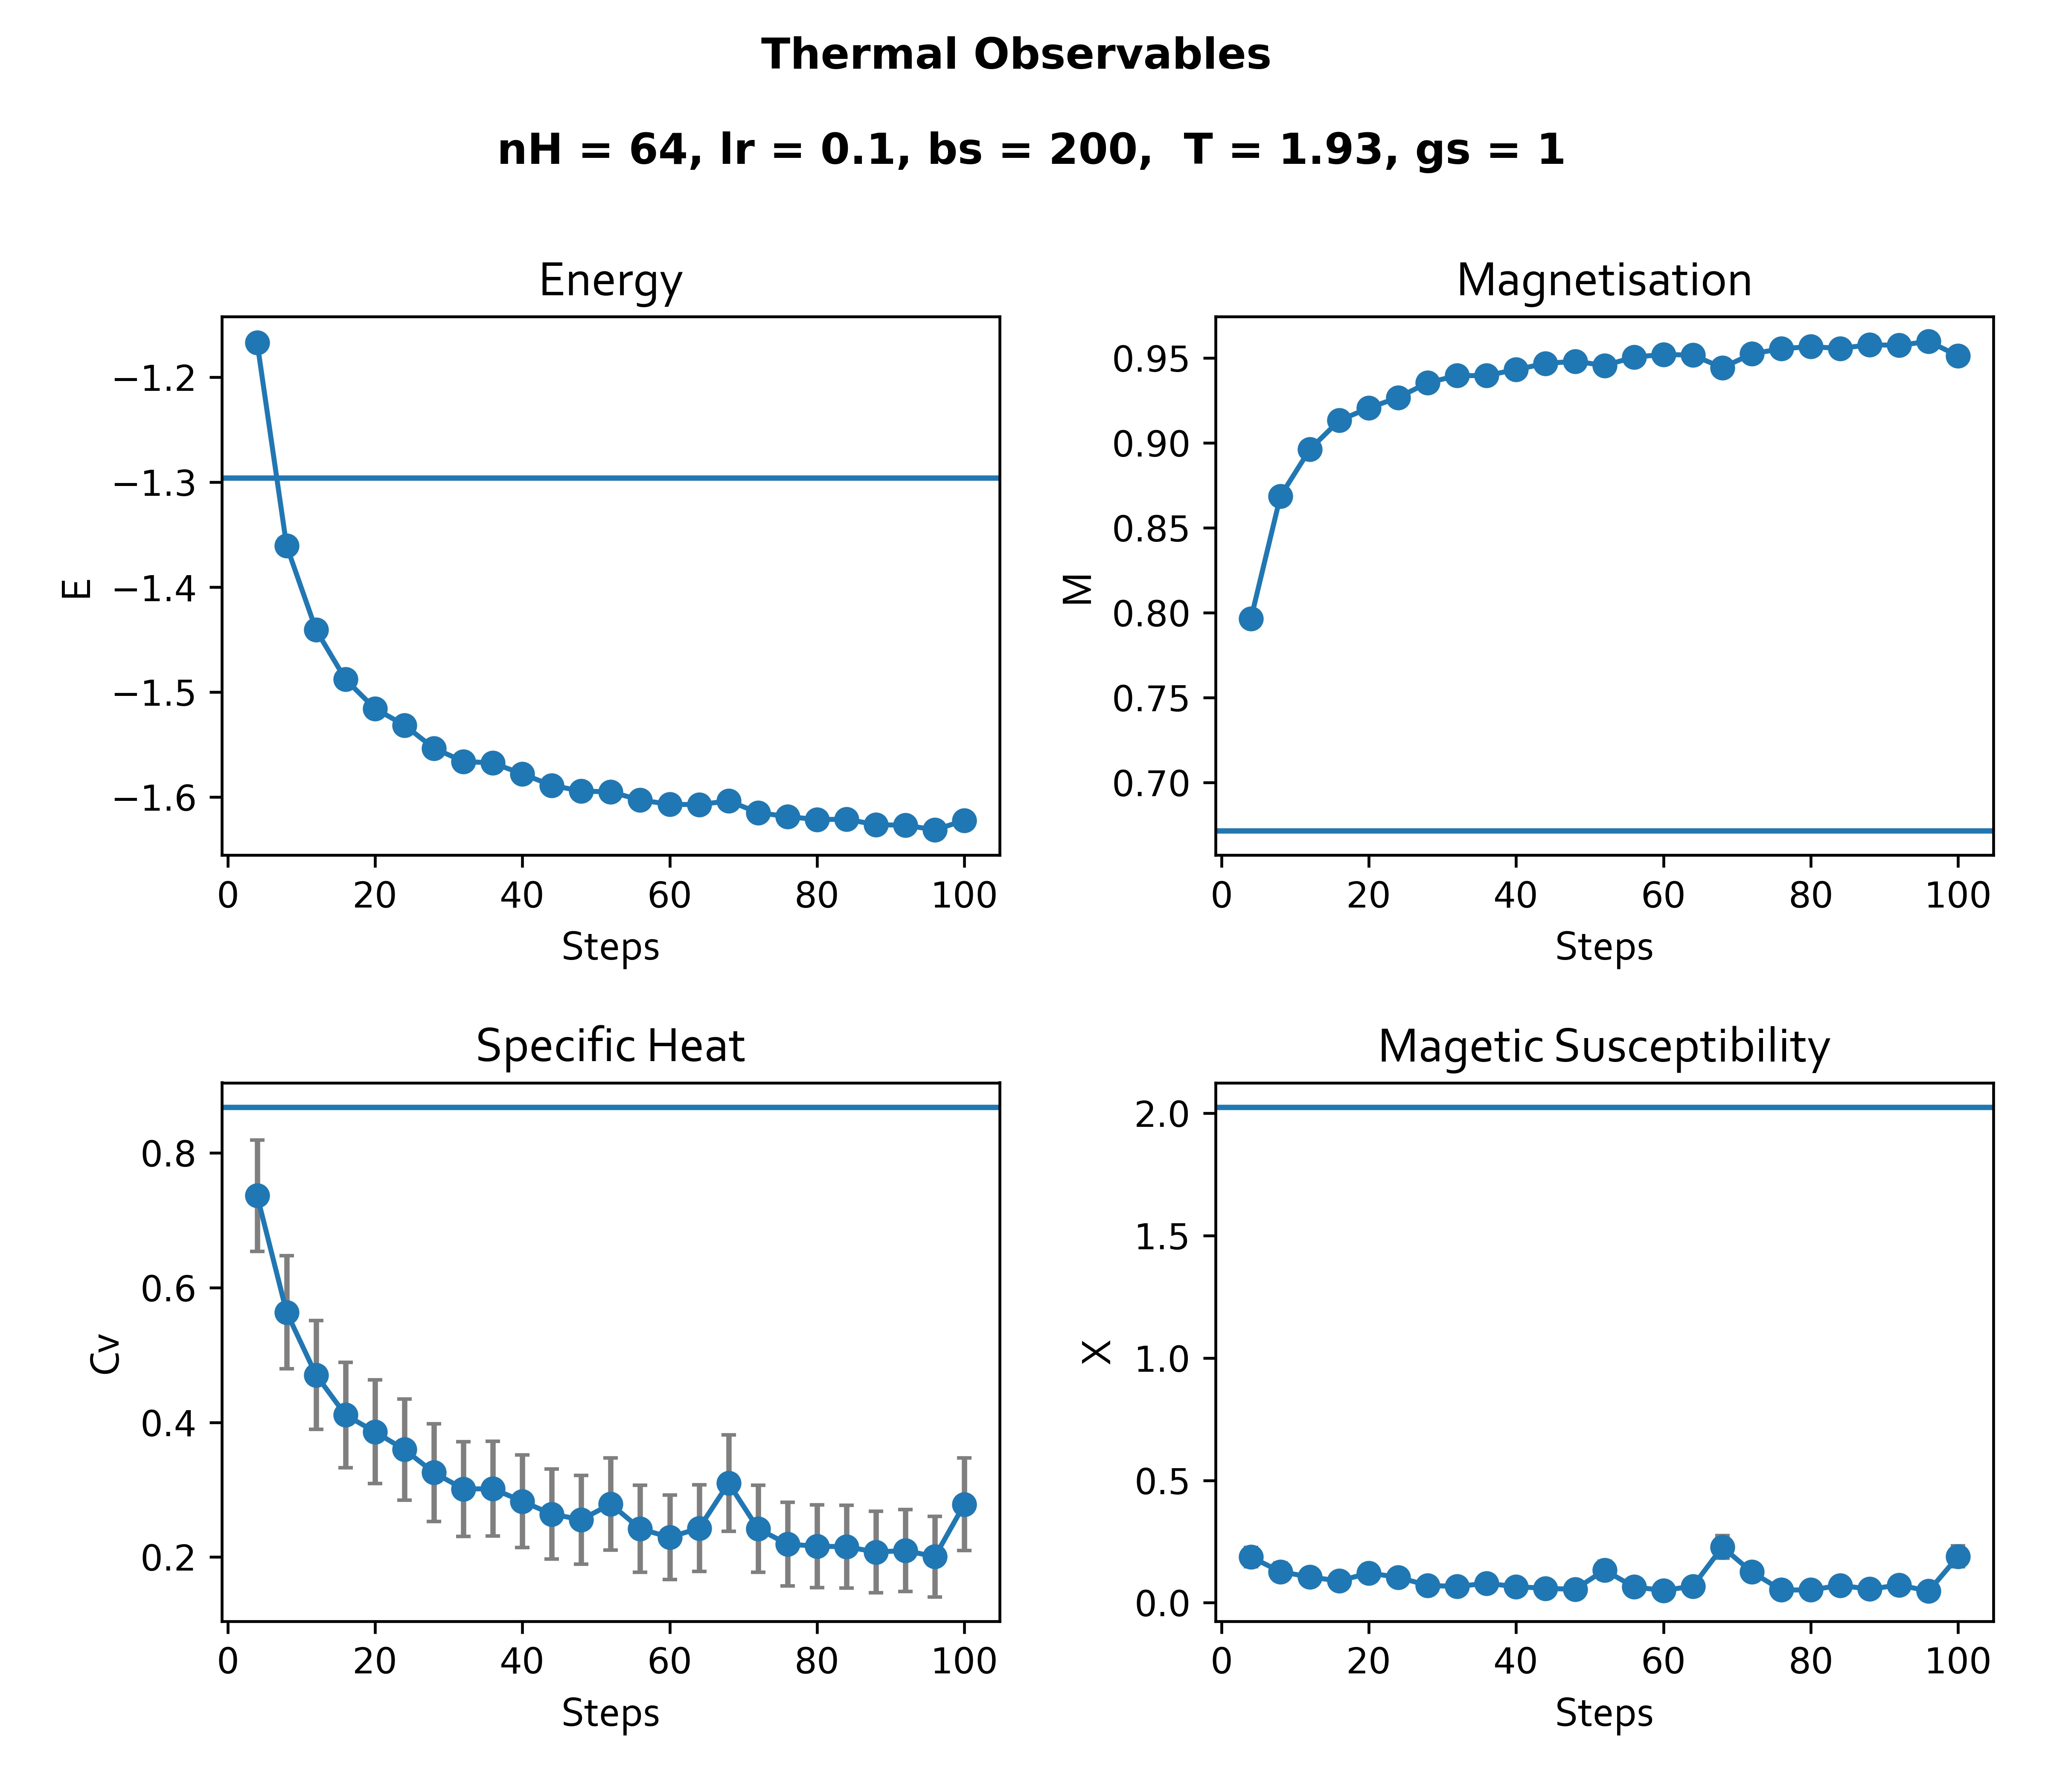 Thermal Observables
nH = 64, lr = 0.1, bs = 200,  T = 1.93, gs = 1
Energy
E
−1.2
−1.3
−1.4
−1.5
−1.6
0 20 40 60 80 100
Steps
Magnetisation
M
0.95
0.90
0.85
0.80
0.75
0.70
0 20 40 60 80 100
Steps
Specific Heat
Cv
0.8
0.6
0.4
0.2
0 20 40 60 80 100
Steps
Magetic Susceptibility
X
2.0
1.5
1.0
0.5
0.0
0 20 40 60 80 100
Steps